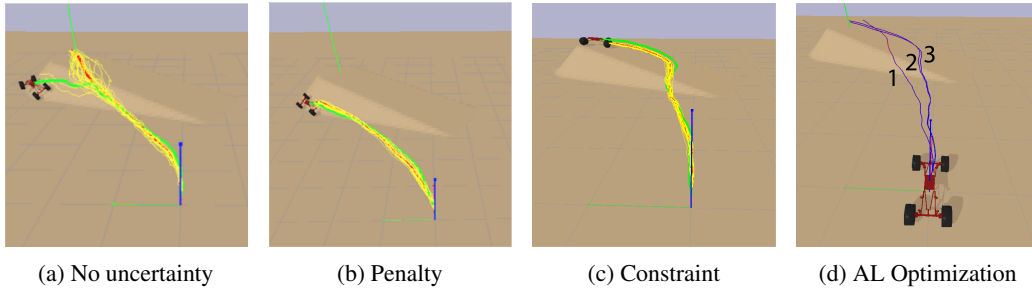 3
2
1
(a) No uncertainty
(b) Penalty
(c) Constraint
(d) AL Optimization